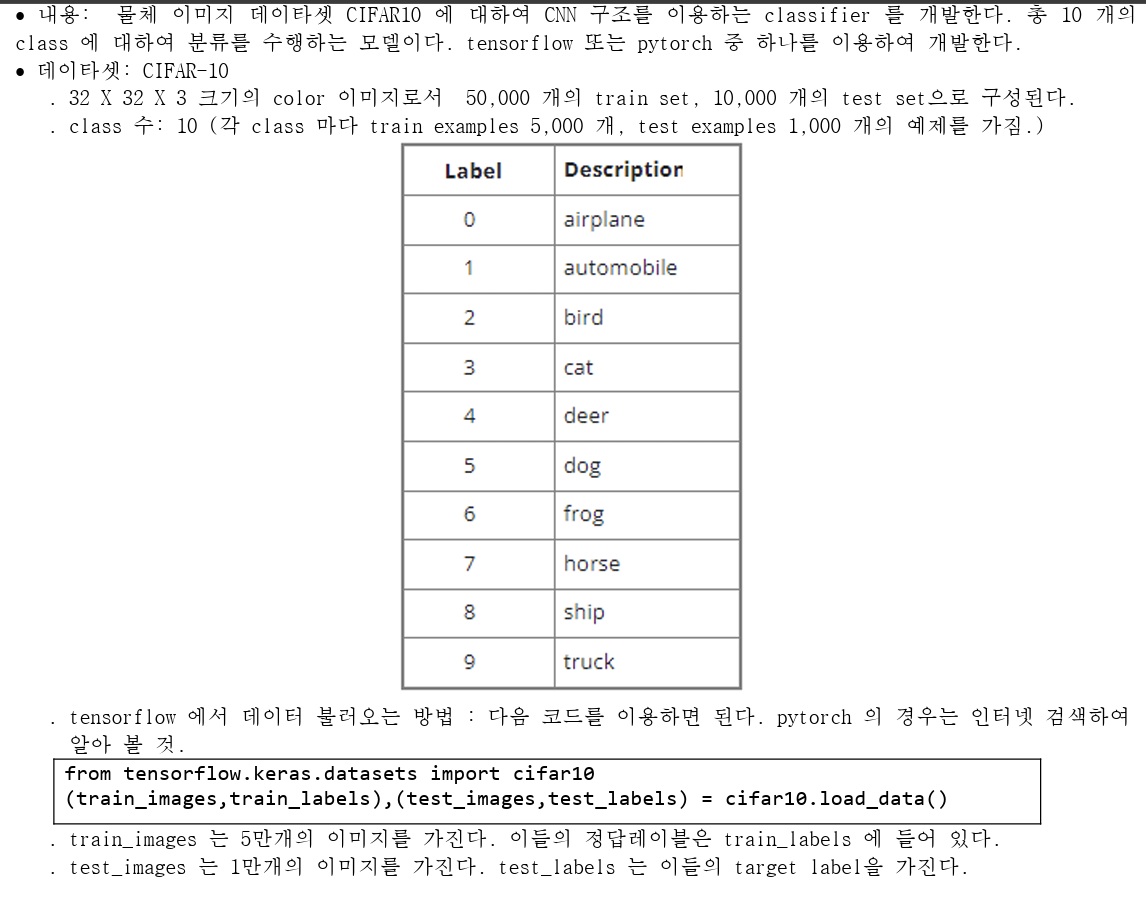 • 내용: 물체 이미지 데이타셋 CIFAR10 에 대하여 CNN 구조를 이용하는 classifier 를 개발한다. 총 10 개의
class 에 대하여 분류를 수행하는 모델이다. tensorflow 또는 pytorch 중 하나를 이용하여 개발한다.
• 데이타셋: CIFAR-10
. 32 X 32 X 3 크기의 color 이미지로서 50,000 개의 train set, 10,000 개의 test set으로 구성된다.
. class 수: 10 (각 class 마다 train examples 5,000 개, test examples 1,000 개의 예제를 가짐.)
Label Description
0 airplane
1 automobile
2 bird
3 cat
4 deer
5 dog
6 frog
7 horse
8 ship
9 truck
. tensorflow 에서 데이터 불러오는 방법 : 다음 코드를 이용하면 된다. pytorch 의 경우는 인터넷 검색하여
알아 볼 것.
from tensorflow.keras.datasets import cifar10
(train_images,train_labels),(test_images,test_labels) = cifar10.load_data()
. train_images 는 5만개의 이미지를 가진다. 이들의 정답레이블은 train_labels 에 들어 있다.
. test_images 는 1만개의 이미지를 가진다. test_labels 는 이들의 target label을 가진다.